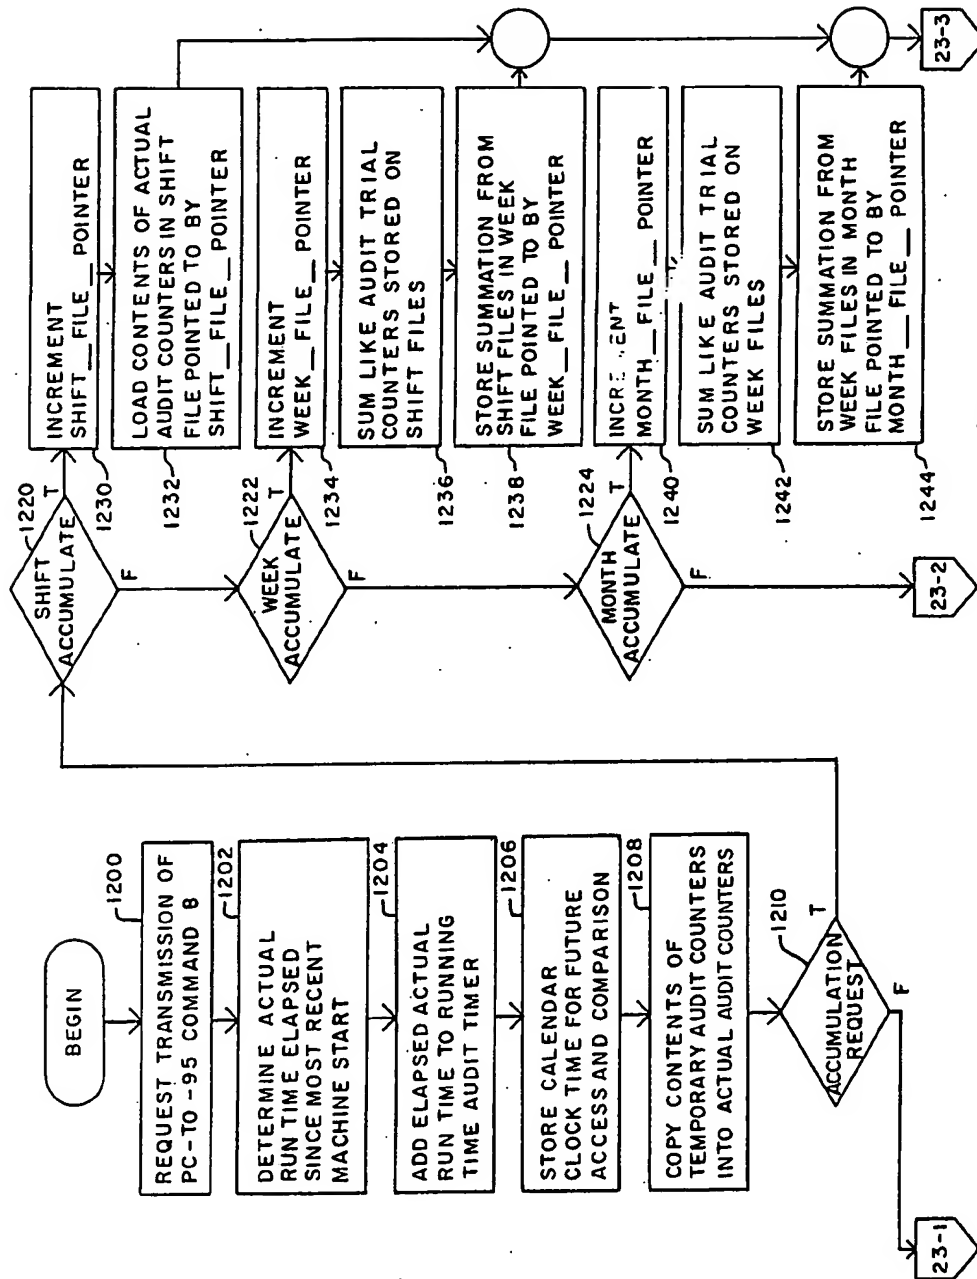 BEGIN
1200
REQUEST TRANSMISSION OF
PC-TO -95 COMMAND B
1202
DETERMINE ACTUAL
RUN TIME ELAPSED
SINCE MOST RECENT
MACHINE START
1204
ADD ELAPSED ACTUAL
RUN TIME TO RUNNING
TIME AUDIT TIMER
1206
STORE CALENDAR
CLOCK TIME FOR FUTURE
ACCESS AND COMPARISON
1208
COPY CONTENTS OF
TEMPORARY AUDIT COUNTERS
INTO ACTUAL AUDIT COUNTERS
1210
ACCUMULATION
REQUEST
T
F
23-1
1220
SHIFT
ACCUMULATE
T
F
1230
INCREMENT
SHIFT__FILE__POINTER
1232
LOAD CONTENTS OF ACTUAL
AUDIT COUNTERS IN SHIFT
FILE POINTED TO BY
SHIFT__FILE__POINTER
1222
WEEK
ACCUMULATE
T
F
1234
INCREMENT
WEEK__FILE__POINTER
1236
SUM LIKE AUDIT TRIAL
COUNTERS STORED ON
SHIFT FILES
1238
STORE SUMMATION FROM
SHIFT FILES IN WEEK
FILE POINTED TO BY
WEEK__FILE__POINTER
1224
MONTH
ACCUMULATE
T
F
23-2
1240
MONTH__FILE__POINTER
1242
SUM LIKE AUDIT TRIAL
COUNTERS STORED ON
WEEK FILES
1244
STORE SUMMATION FROM
WEEK FILES IN MONTH
FILE POINTED TO BY
MONTH__FILE__POINTER
23-3